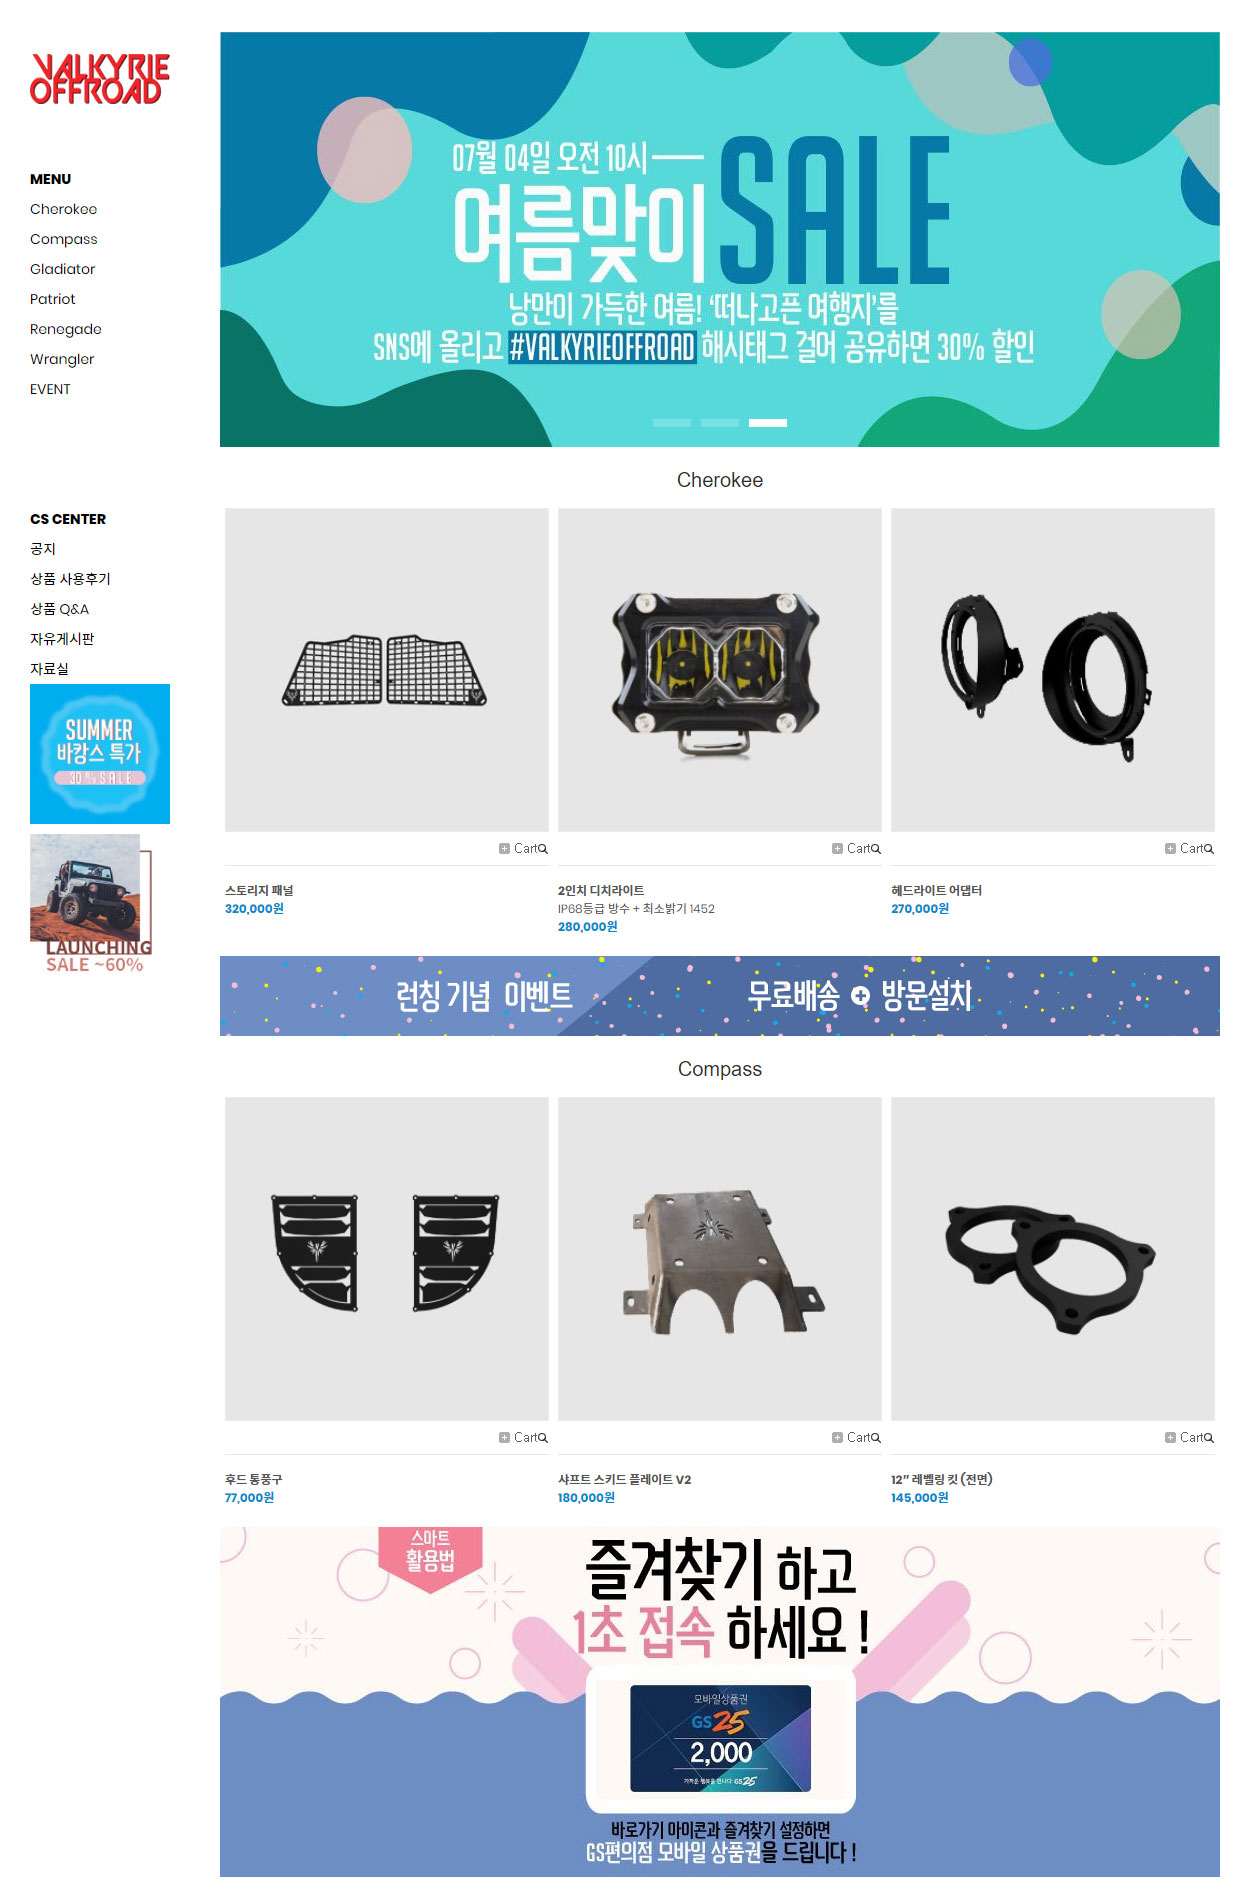 VALKYRIE
OFFROAD
MENU
Cherokee
Compass
Gladiator
Patriot
Renegade
Wrangler
EVENT
CS CENTER
공지
상품 사용후기
상품 Q&A
자유게시판
자료실
SUMMER
바캉스 특가
30 % SALE
LAUNCHING
SALE ~60%
07월 04일 오전 10시
여름맞이 SALE
낭만이 가득한 여름! ‘떠나고픈 여행지’를
SNS에 올리고 #VALKYRIEOFFROAD 해시태그 걸어 공유하면 30% 할인
Cherokee
Cart
Cart
Cart
스토리지 패널
320,000원
2인치 디치라이트
IP68등급 방수 + 최소밝기 1452
280,000원
헤드라이트 어댑터
270,000원
런칭 기념 이벤트
무료배송 + 방문설치
Compass
Cart
Cart
Cart
후드 통풍구
77,000원
샤프트 스키드 플레이트 V2
180,000원
12" 레벨링 킷 (전면)
145,000원
스마트
활용법
즐겨찾기 하고
1초 접속 하세요 !
모바일상품권
GS25
2,000
가까운 행복을 만나다 GS25
바로가기 아이콘과 즐겨찾기 설정하면
GS편의점 모바일 상품권을 드립니다 !